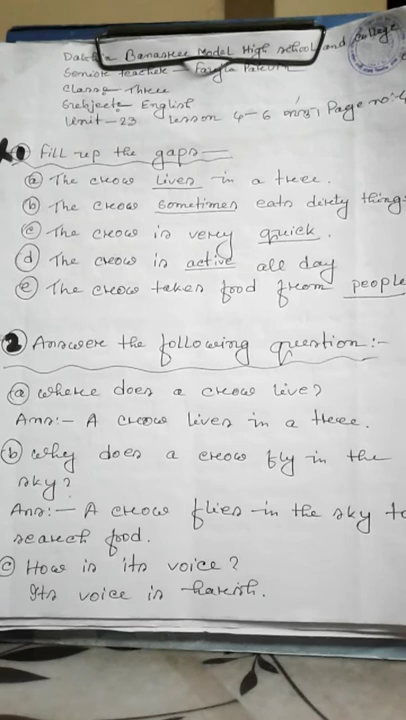 Banasree Model High school and College
Senior teacher - Pervin
Class - Three
Subject - English
Unit - 23 Lesson 4-6 Page no:-
1 Fill up the gaps:-
a The crow lives in a tree.
b The crow sometimes eats dirty things
c The crow is very quick.
d The crow is active all day
e The crow takes food from people
2 Answer the following question:-
a where does a crow live?
Ans:- A crow lives in a tree.
b why does a crow fly in the
sky?
Ans:- A crow flies in the sky to
search food.
c How is its voice?
Its voice is harish.